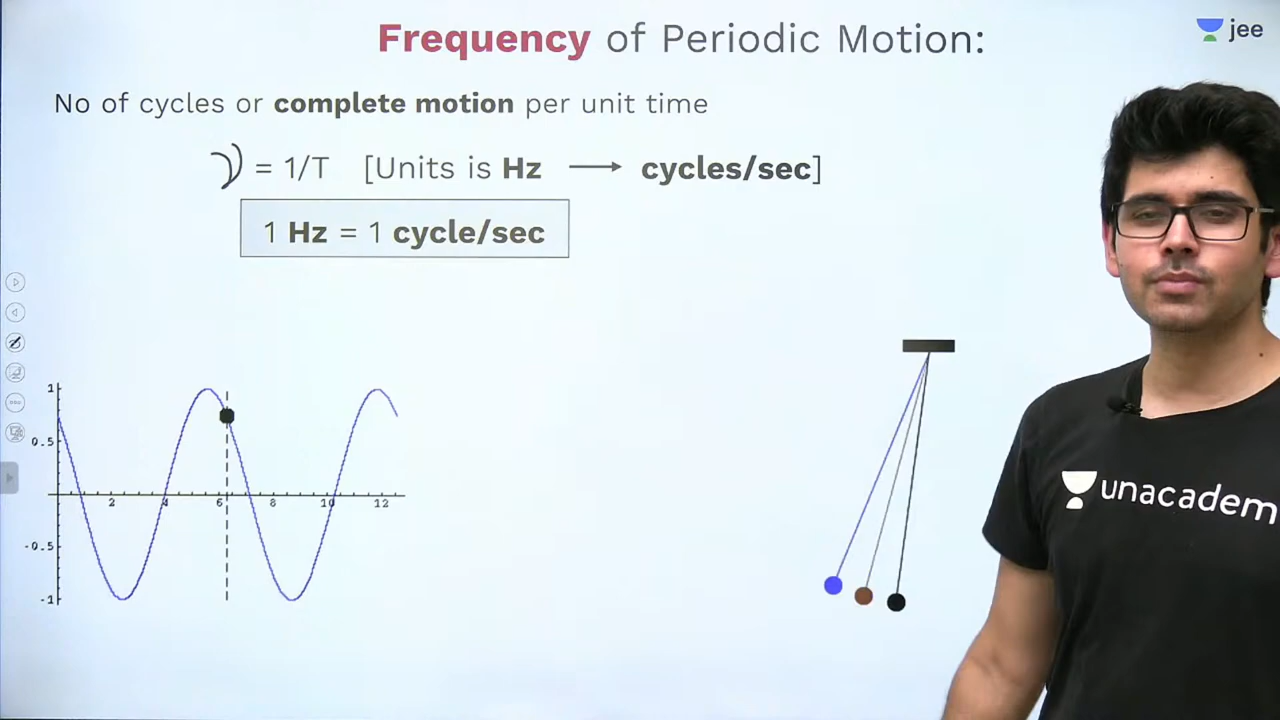 Frequency of Periodic Motion:
jee
No of cycles or complete motion per unit time
ν = 1/T [Units is Hz → cycles/sec]
1 Hz = 1 cycle/sec
1
0.5
-0.5
-1
2 4 6 8 10 12
unacadem